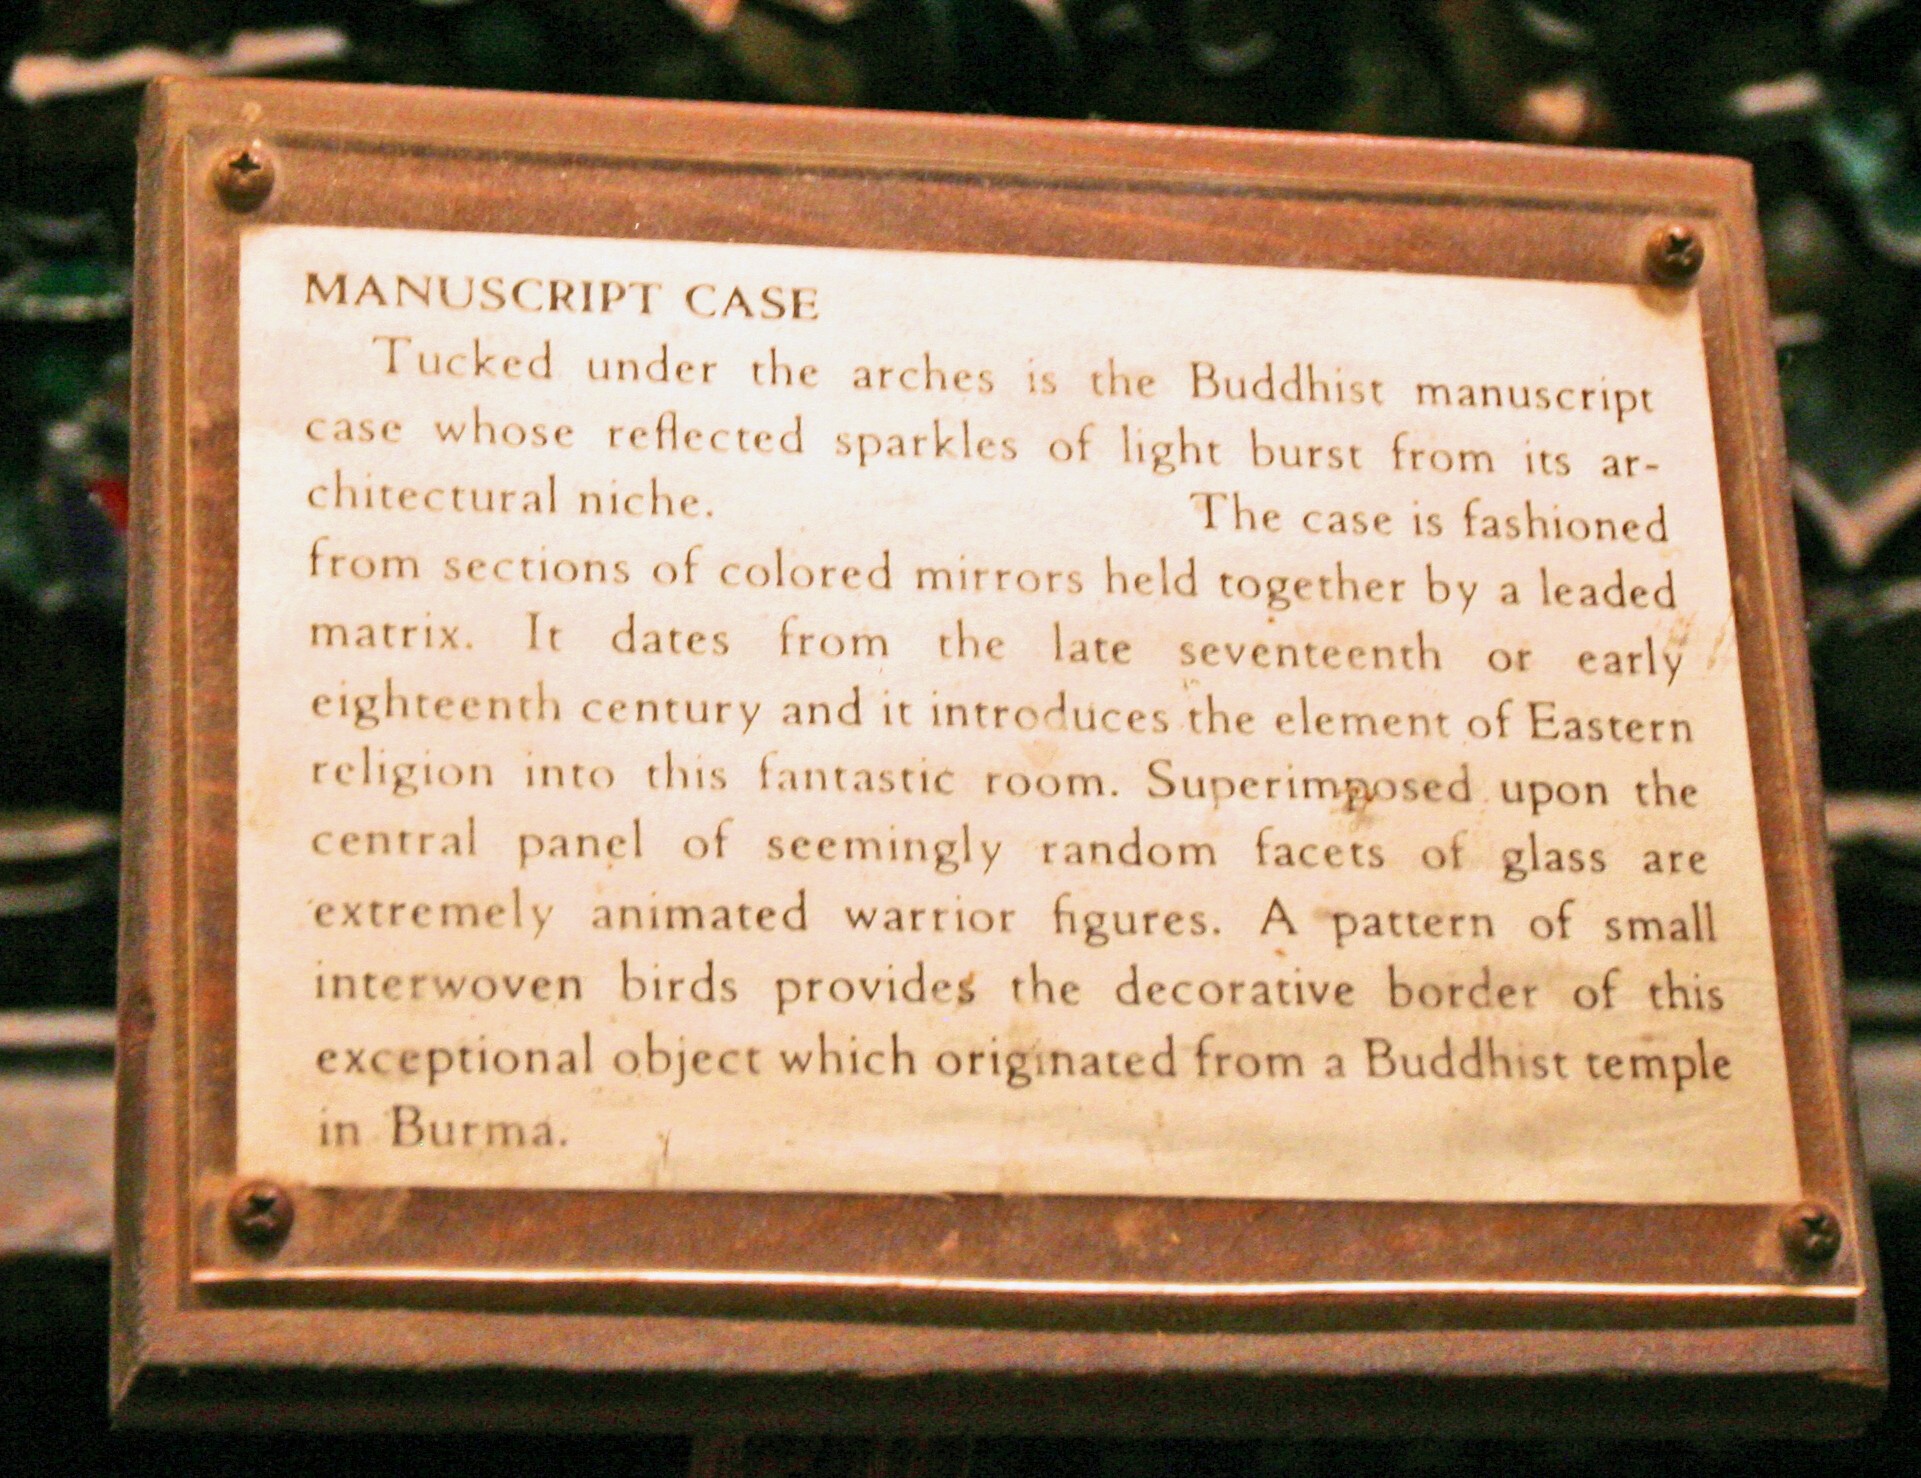 MANUSCRIPT CASE
Tucked under the arches is the Buddhist manuscript
case whose reflected sparkles of light burst from its ar-
chitectural niche. The case is fashioned
from sections of colored mirrors held together by a leaded
matrix. It dates from the late seventeenth or early
eighteenth century and it introduces the element of Eastern
religion into this fantastic room. Superimposed upon the
central panel of seemingly random facets of glass are
extremely animated warrior figures. A pattern of small
interwoven birds provides the decorative border of this
exceptional object which originated from a Buddhist temple
in Burma.